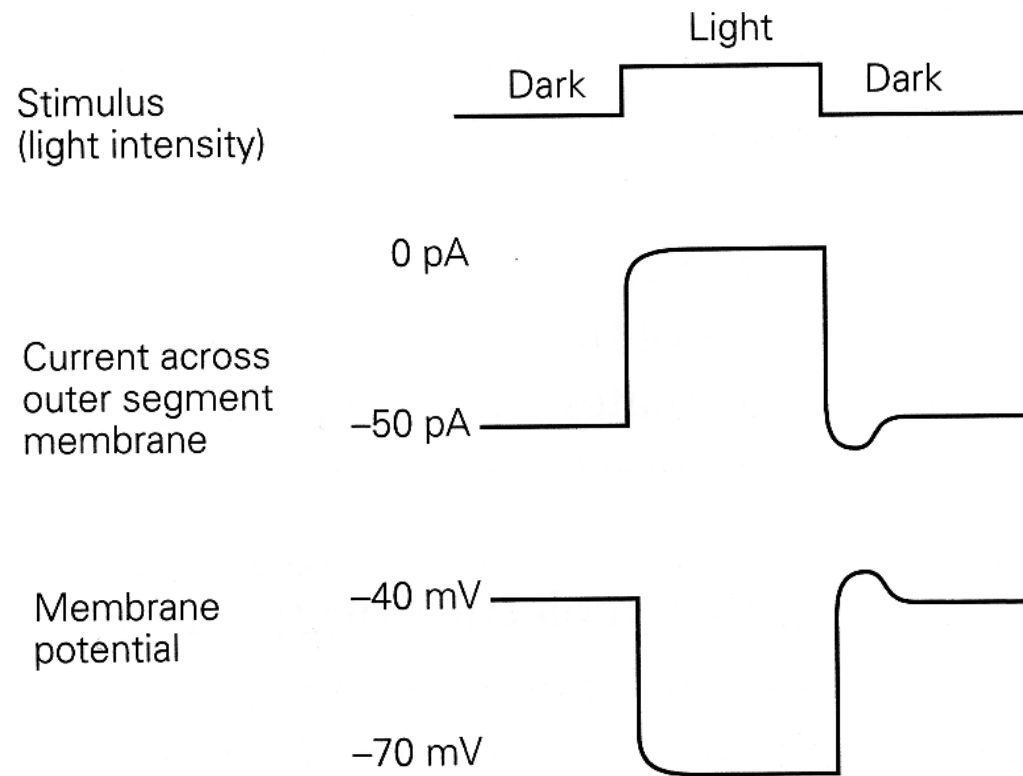 Light
Dark
Dark
Stimulus
(light intensity)
0 pA
Current across
outer segment
membrane
–50 pA
–40 mV
Membrane
potential
–70 mV